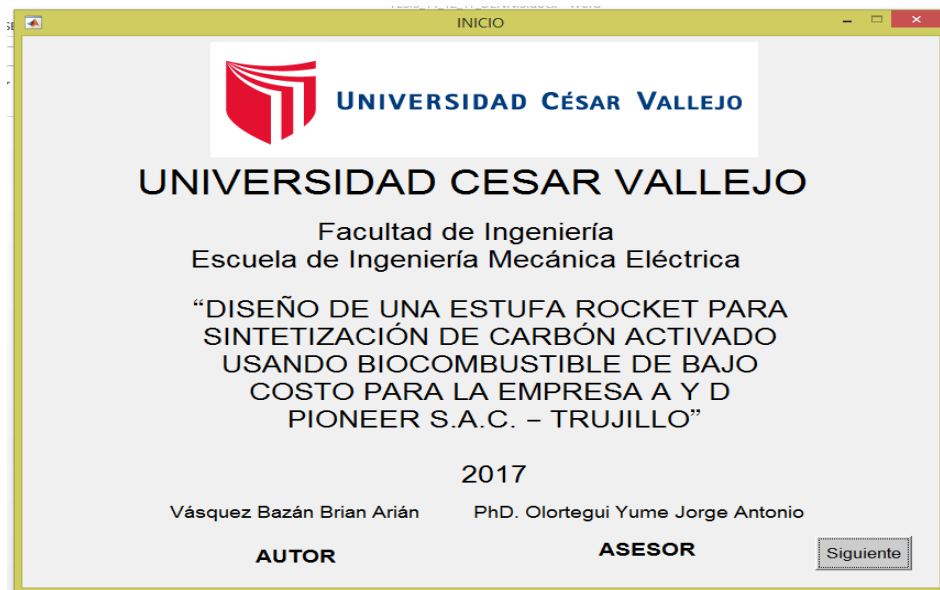 INICIO
UNIVERSIDAD CÉSAR VALLEJO
UNIVERSIDAD CESAR VALLEJO
Facultad de Ingeniería
Escuela de Ingeniería Mecánica Eléctrica
“DISEÑO DE UNA ESTUFA ROCKET PARA
SINTETIZACIÓN DE CARBÓN ACTIVADO
USANDO BIOCOMBUSTIBLE DE BAJO
COSTO PARA LA EMPRESA A Y D
PIONEER S.A.C. – TRUJILLO”
2017
Vásquez Bazán Brian Arián PhD. Olortegui Yume Jorge Antonio
AUTOR ASESOR
Siguiente